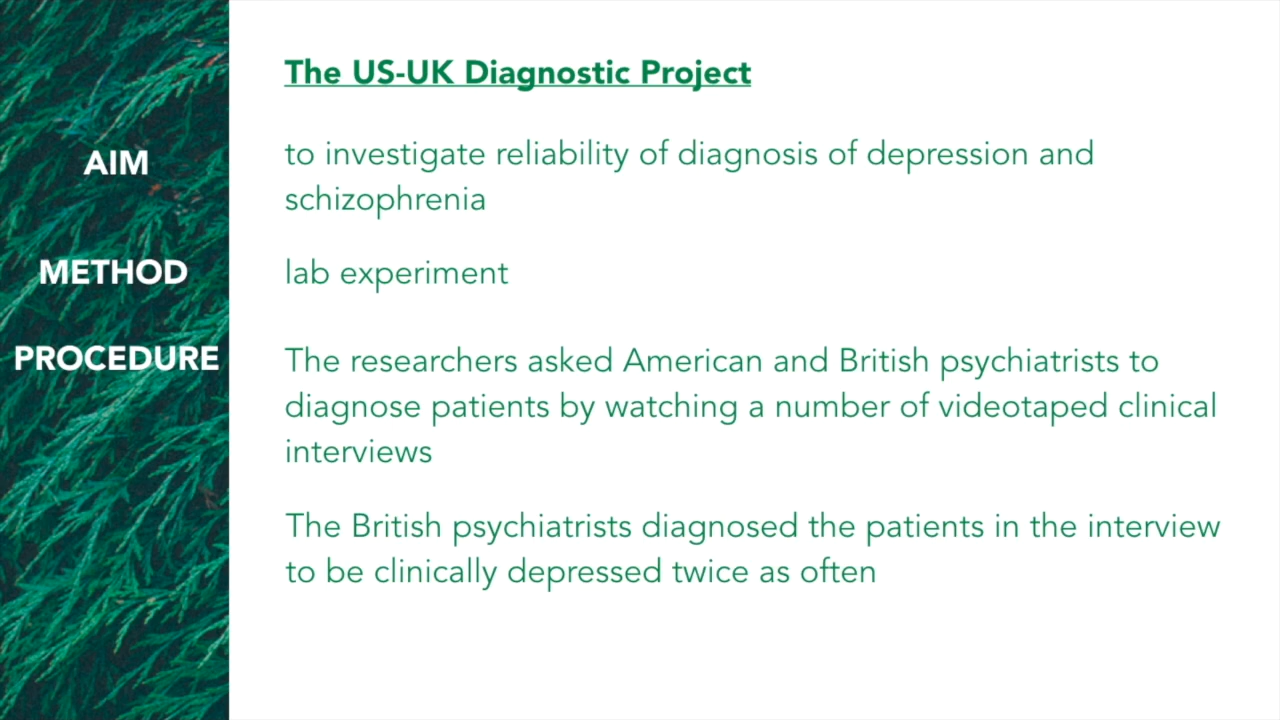 The US-UK Diagnostic Project
AIM
to investigate reliability of diagnosis of depression and
schizophrenia
METHOD
lab experiment
PROCEDURE
The researchers asked American and British psychiatrists to
diagnose patients by watching a number of videotaped clinical
interviews
The British psychiatrists diagnosed the patients in the interview
to be clinically depressed twice as often